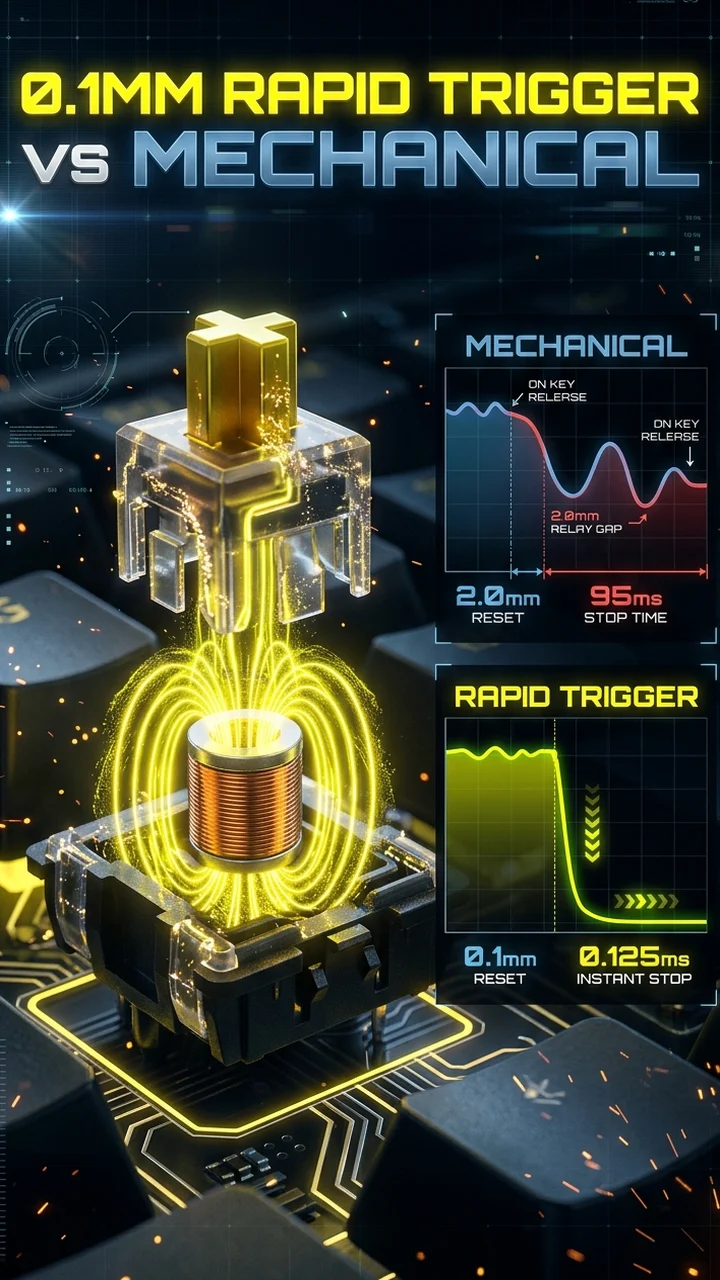 0.1MM RAPID TRIGGER
VS MECHANICAL
MECHANICAL
ON KEY
RELERSE
ON KEY
RELERSE
2.0mm
RELAY GAP
2.0mm
RESET
95ms
STOP TIME
RAPID TRIGGER
0.1mm
RESET
0.125ms
INSTANT STOP